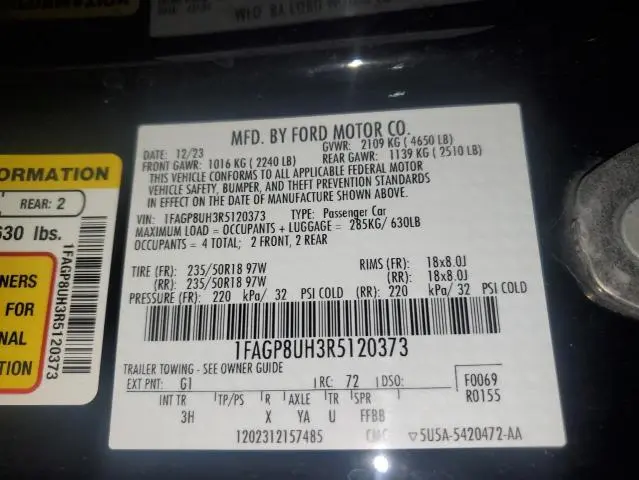 MFD. BY FORD MOTOR CO.
DATE: 12/23 GVWR: 2109 KG ( 4650 LB)
FRONT GAWR: 1016 KG ( 2240 LB) REAR GAWR: 1139 KG ( 2510 LB)
THIS VEHICLE CONFORMS TO ALL APPLICABLE FEDERAL MOTOR
VEHICLE SAFETY, BUMPER, AND THEFT PREVENTION STANDARDS
IN EFFECT ON THE DATE OF MANUFACTURE SHOWN ABOVE.
VIN: 1FAGP8UH3R5120373 TYPE: Passenger Car
MAXIMUM LOAD = OCCUPANTS + LUGGAGE = 285KG/ 630LB
OCCUPANTS = 4 TOTAL; 2 FRONT, 2 REAR
TIRE (FR): 235/50R18 97W RIMS (FR): 18x8.0J
(RR): 235/50R18 97W (RR): 18x8.0J
PRESSURE (FR): 220 kPa/ 32 PSI COLD (RR): 220 kPa/ 32 PSI COLD
1FAGP8UH3R5120373
TRAILER TOWING - SEE OWNER GUIDE
EXT PNT: G1 RC: 72 DSO: F0069
R0155
INT TR TP/PS R AXLE TR SPR
3H X YA U FFBB
1202312157485 ▽5USA-5420472-AA
ORMATION
REAR: 2
630 lbs.
NERS
FOR
NAL
TION
1FAGP8UH3R5120373